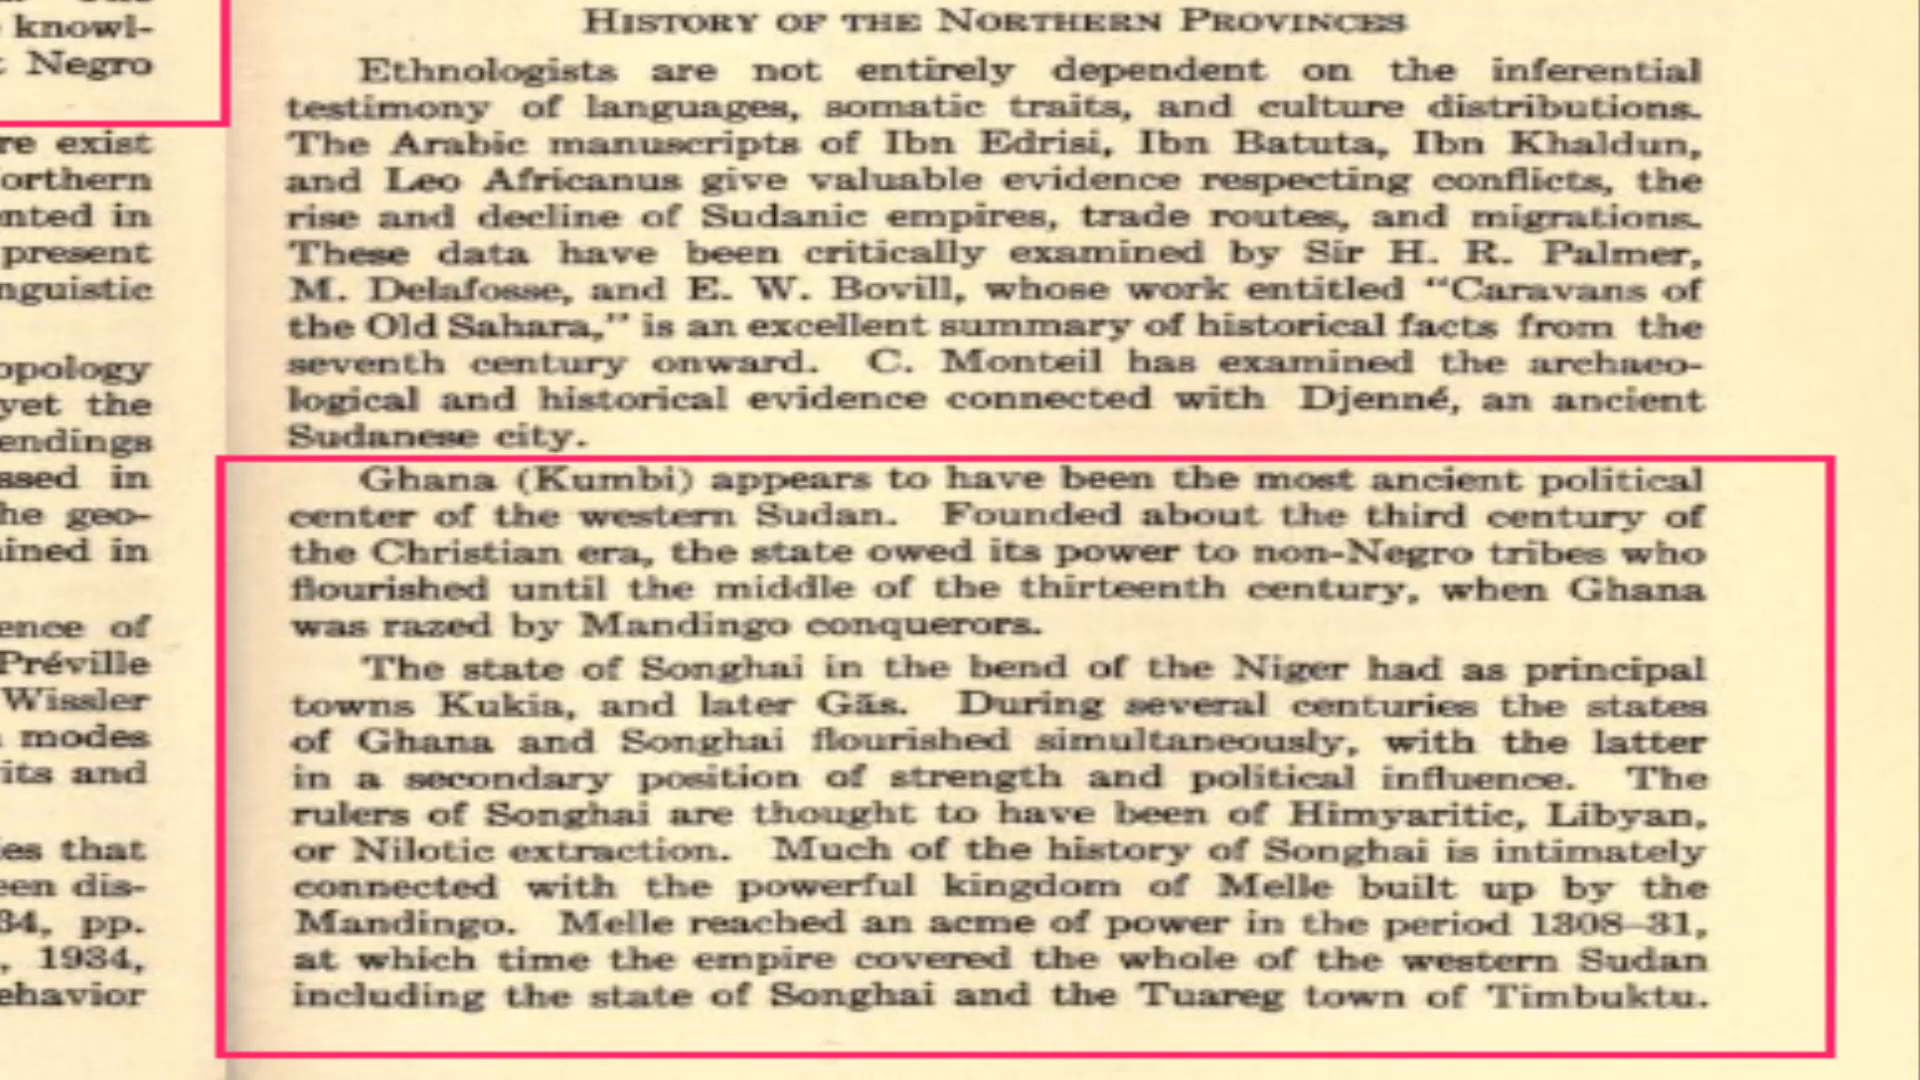 knowl-
Negro
re exist
orthern
nted in
present
nguistic
opology
yet the
endings
ssed in
he geo-
ined in
ence of
Préville
Wissler
modes
its and
ies that
een dis-
34, pp.
, 1934,
ehavior
HISTORY OF THE NORTHERN PROVINCES
Ethnologists are not entirely dependent on the inferential
testimony of languages, somatic traits, and culture distributions.
The Arabic manuscripts of Ibn Edrisi, Ibn Batuta, Ibn Khaldun,
and Leo Africanus give valuable evidence respecting conflicts, the
rise and decline of Sudanic empires, trade routes, and migrations.
These data have been critically examined by Sir H. R. Palmer,
M. Delafosse, and E. W. Bovill, whose work entitled “Caravans of
the Old Sahara,” is an excellent summary of historical facts from the
seventh century onward. C. Monteil has examined the archaeo-
logical and historical evidence connected with Djenné, an ancient
Sudanese city.
Ghana (Kumbi) appears to have been the most ancient political
center of the western Sudan. Founded about the third century of
the Christian era, the state owed its power to non-Negro tribes who
flourished until the middle of the thirteenth century, when Ghana
was razed by Mandingo conquerors.
The state of Songhai in the bend of the Niger had as principal
towns Kukia, and later Gãs. During several centuries the states
of Ghana and Songhai flourished simultaneously, with the latter
in a secondary position of strength and political influence. The
rulers of Songhai are thought to have been of Himyaritic, Libyan,
or Nilotic extraction. Much of the history of Songhai is intimately
connected with the powerful kingdom of Melle built up by the
Mandingo. Melle reached an acme of power in the period 1308–31,
at which time the empire covered the whole of the western Sudan
including the state of Songhai and the Tuareg town of Timbuktu.